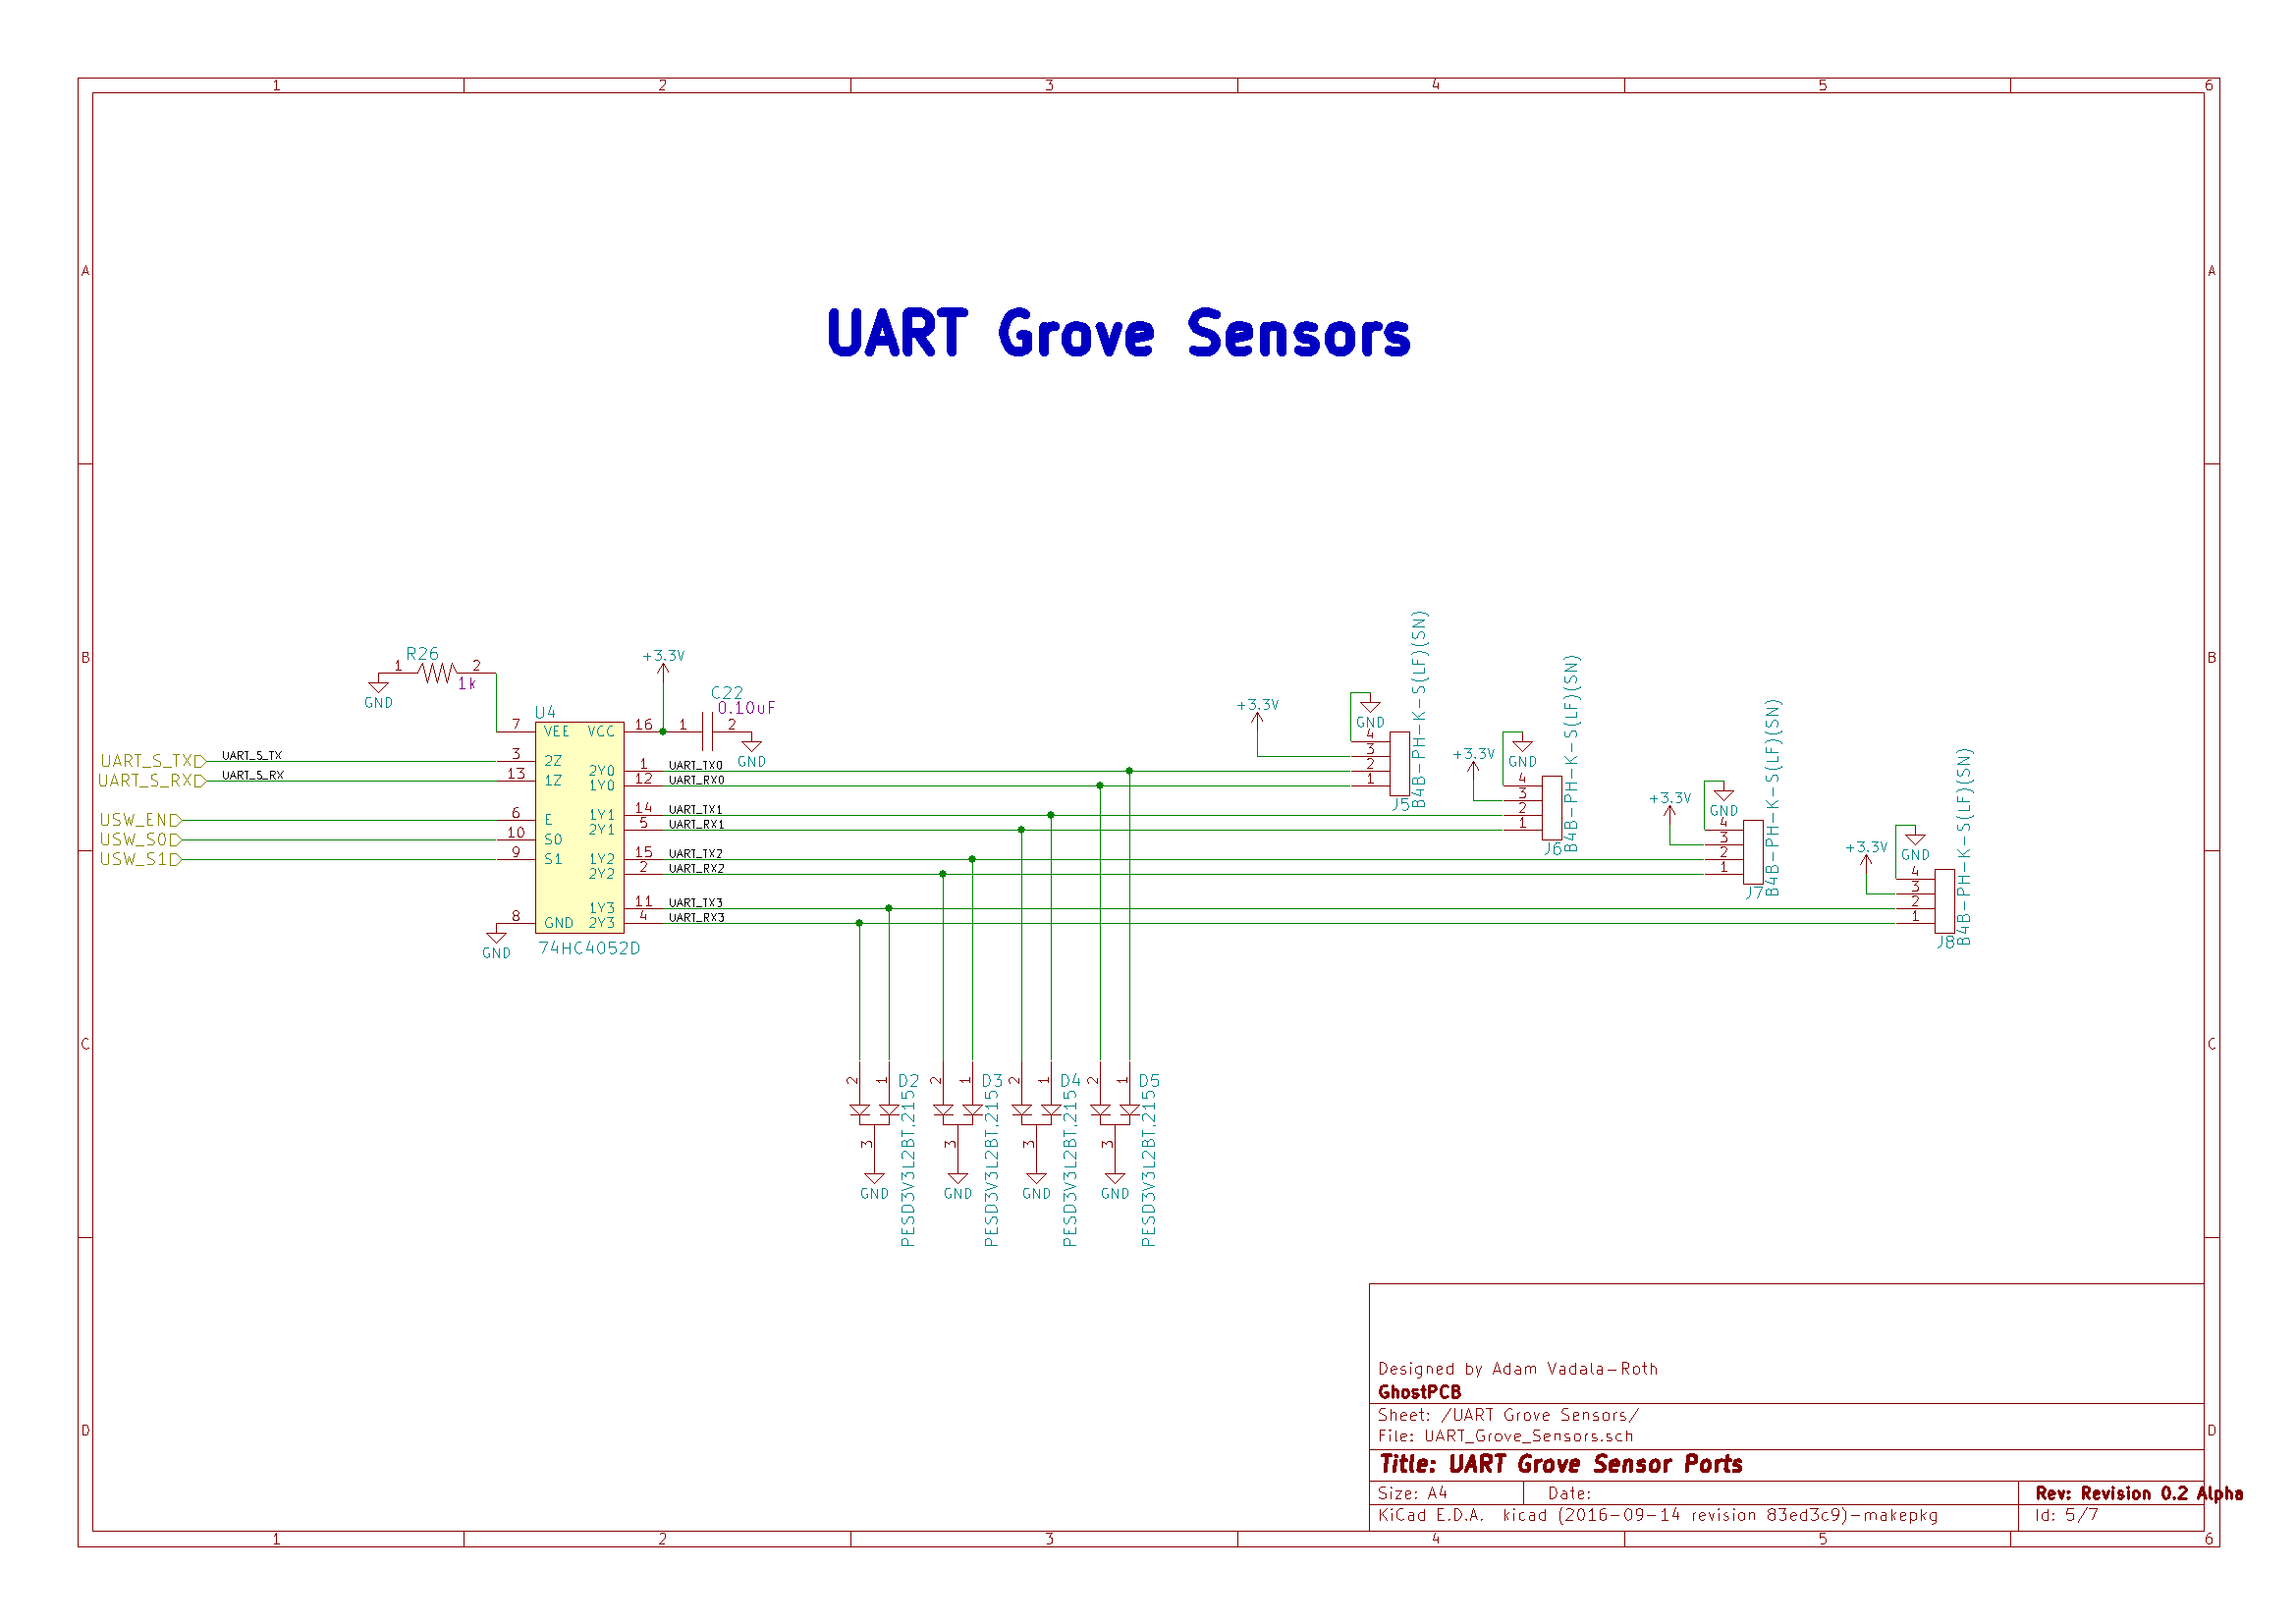 1 2 3 4 5 6
A A
UART Grove Sensors
B B
R26
1 2
1k
GND
+3.3V
C22
0.10uF
1 2
GND
U4
7 VEE VCC 16
UART_S_TX UART_S_TX 3 2Z
UART_S_RX UART_S_RX 13 1Z
2Y0 1 UART_TX0
1Y0 12 UART_RX0
USW_EN 6 E
USW_S0 10 S0
USW_S1 9 S1
1Y1 14 UART_TX1
2Y1 5 UART_RX1
1Y2 15 UART_TX2
2Y2 2 UART_RX2
1Y3 11 UART_TX3
8 GND 2Y3 4 UART_RX3
GND
74HC4052D
+3.3V
GND
4
3
2
1
J5
B4B-PH-K-S(LF)(SN)
+3.3V
GND
4
3
2
1
J6
B4B-PH-K-S(LF)(SN)
+3.3V
GND
4
3
2
1
J7
B4B-PH-K-S(LF)(SN)
+3.3V
GND
4
3
2
1
J8
B4B-PH-K-S(LF)(SN)
C C
2 1 D2
3
GND
PESD3V3L2BT,215
2 1 D3
3
GND
PESD3V3L2BT,215
2 1 D4
3
GND
PESD3V3L2BT,215
2 1 D5
3
GND
PESD3V3L2BT,215
Designed by Adam Vadala-Roth
GhostPCB
Sheet: /UART Grove Sensors/
File: UART_Grove_Sensors.sch
D D
Title: UART Grove Sensor Ports
Size: A4 Date: Rev: Revision 0.2 Alpha
KiCad E.D.A. kicad (2016-09-14 revision 83ed3c9)-makepkg Id: 5/7
1 2 3 4 5 6